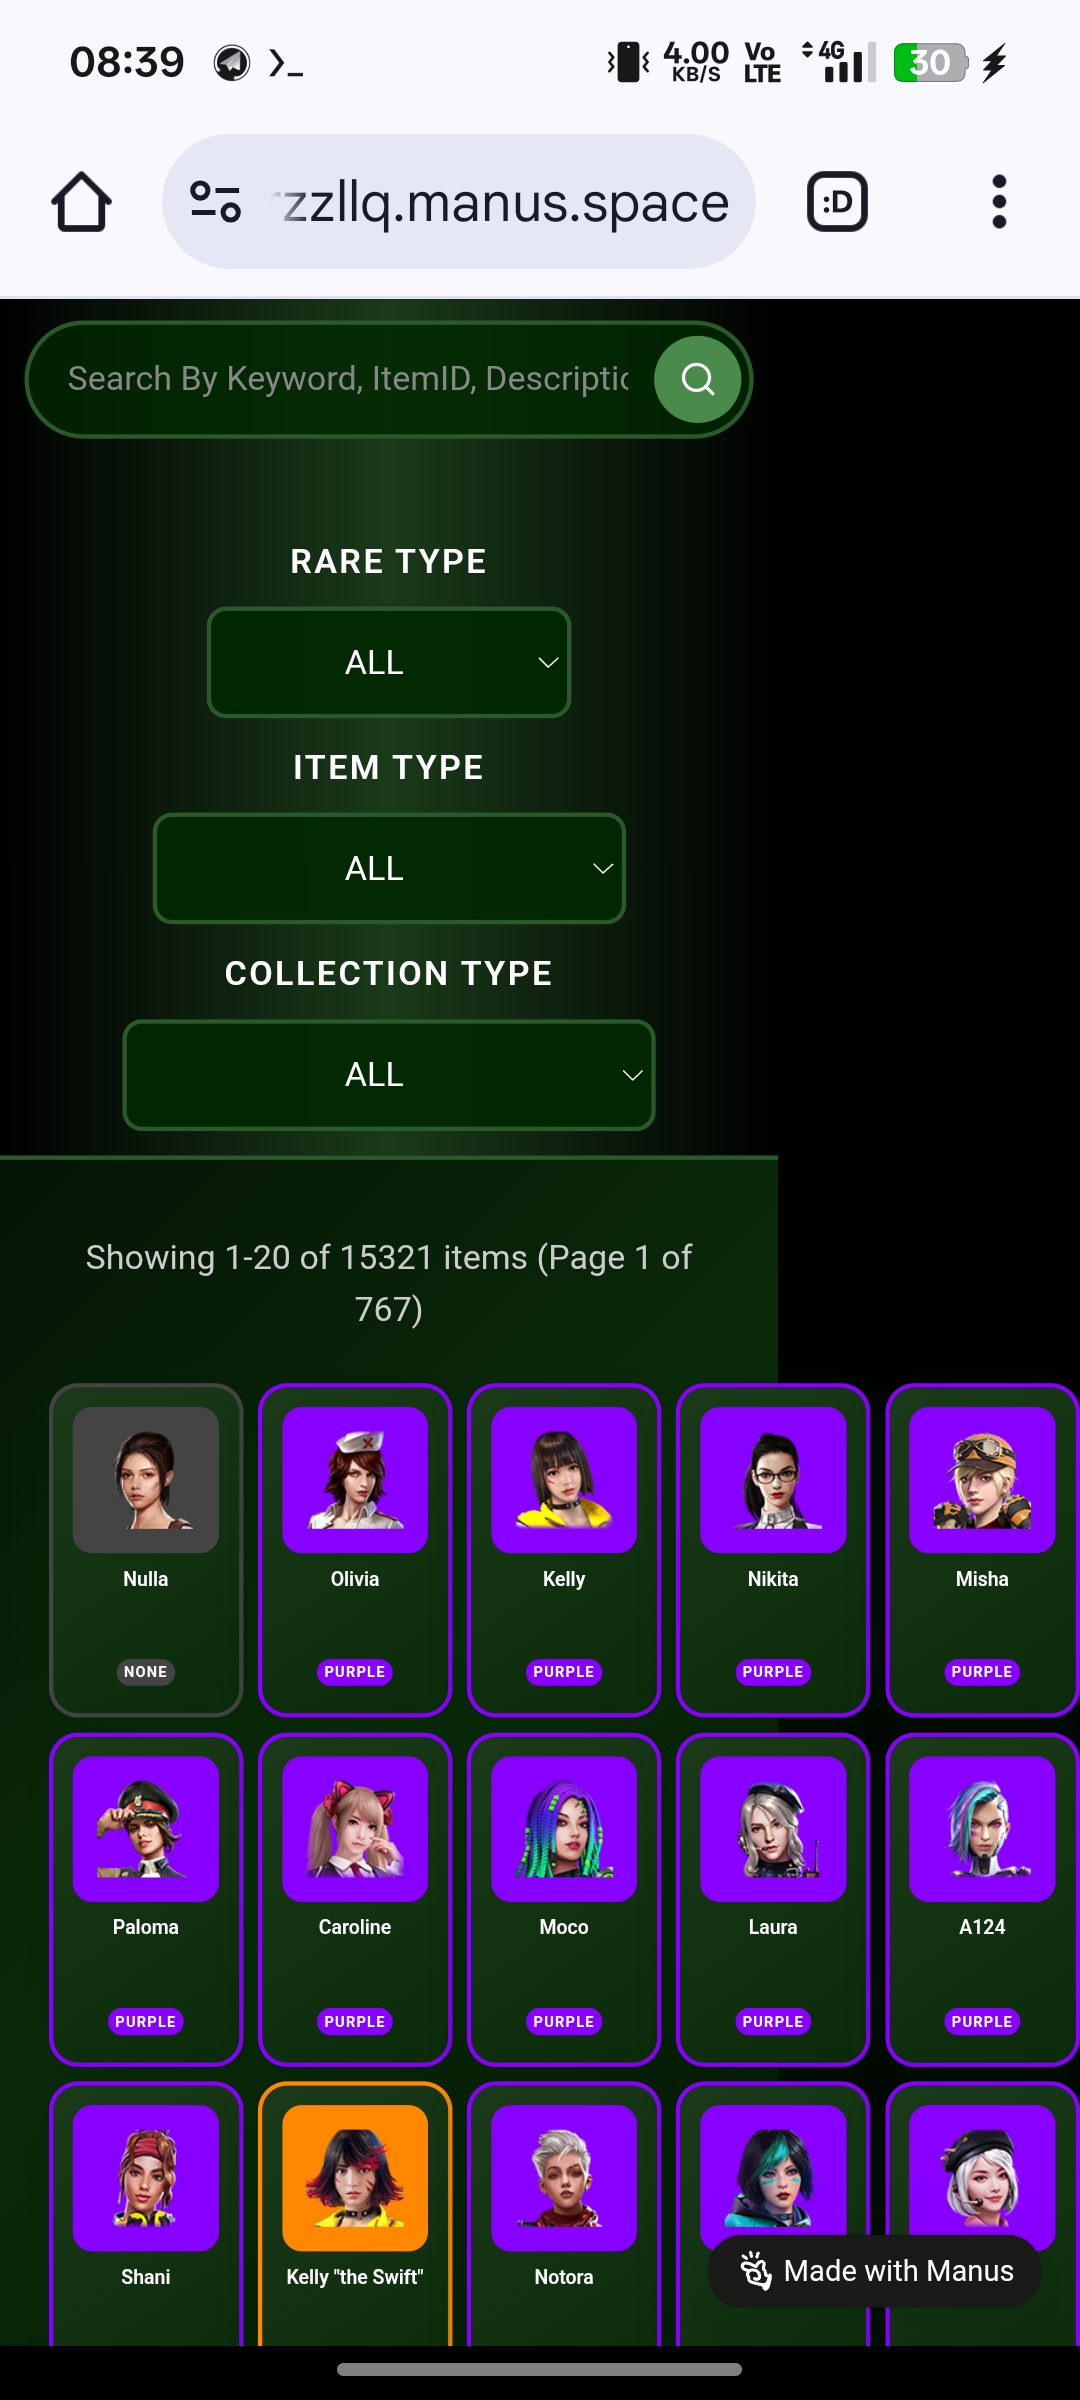 08:39
4.00
KB/S
Vo
LTE
4G
30
zzllq.manus.space
:D
Search By Keyword, ItemID, Descriptic
RARE TYPE
ALL
ITEM TYPE
ALL
COLLECTION TYPE
ALL
Showing 1-20 of 15321 items (Page 1 of
767)
Nulla
Olivia
Kelly
Nikita
Misha
NONE
PURPLE
PURPLE
PURPLE
PURPLE
Paloma
Caroline
Moco
Laura
A124
PURPLE
PURPLE
PURPLE
PURPLE
PURPLE
Shani
Kelly "the Swift"
Notora
Made with Manus